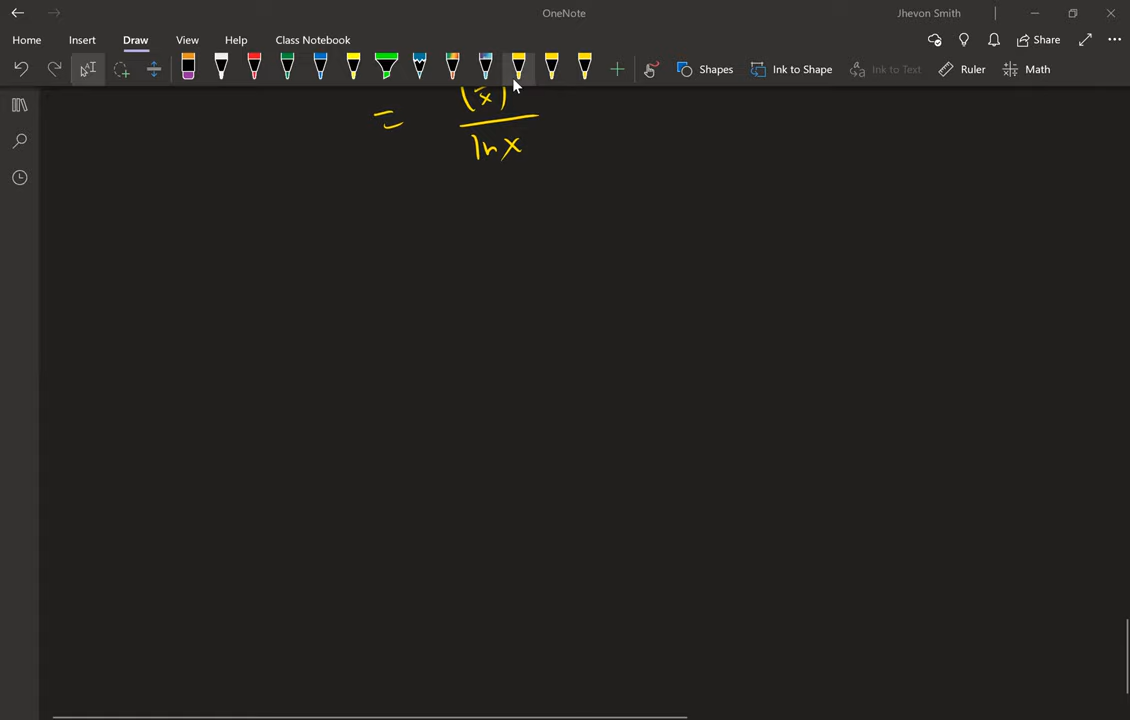 OneNote
Jhevon Smith
Home Insert Draw View Help Class Notebook
Share
Shapes Ink to Shape Ink to Text Ruler Math
= ( x )
ln x